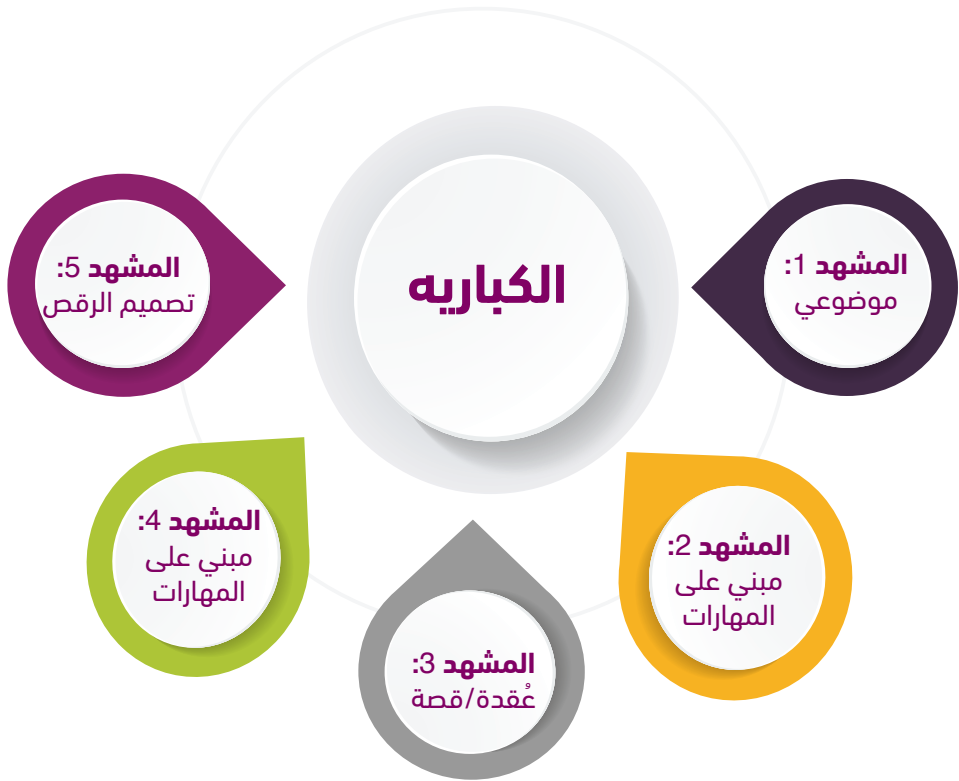 الكباريه
المشهد 1:
موضوعي
المشهد 2:
مبني على
المهارات
المشهد 3:
عُقدة/قصة
المشهد 4:
مبني على
المهارات
المشهد 5:
تصميم الرقص